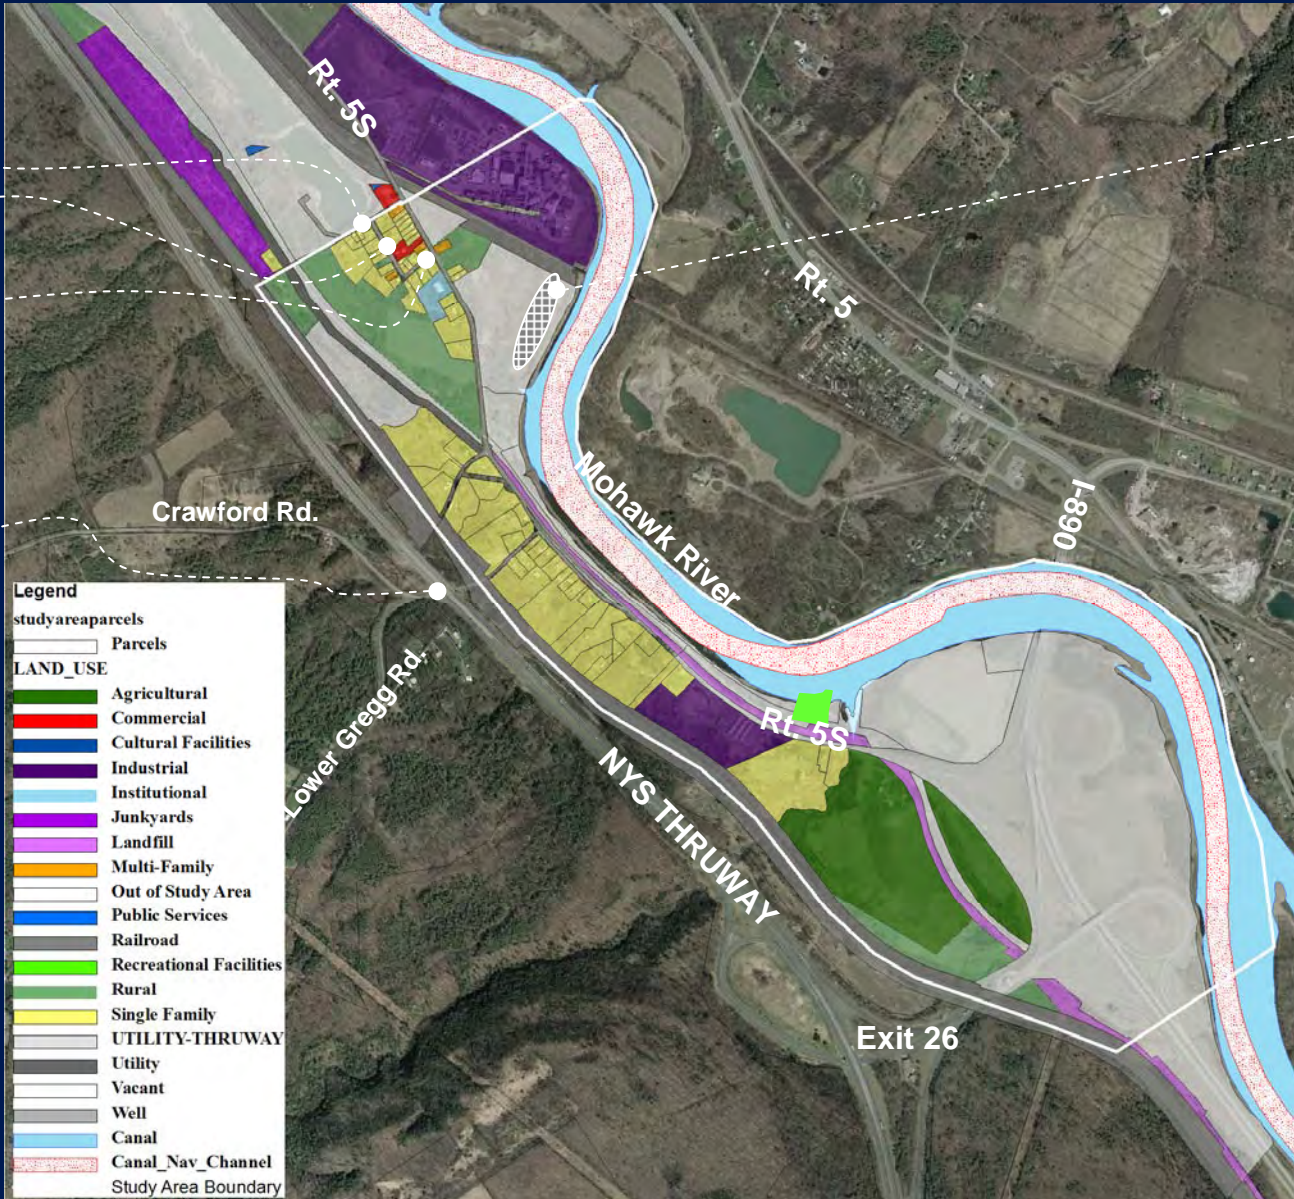 Rt. 5S
Rt. 5
Mohawk River
I-890
Crawford Rd.
Lower Gregg Rd.
Rt. 5S
NYS THRUWAY
Exit 26
Legend
studyareaparcels
Parcels
LAND_USE
Agricultural
Commercial
Cultural Facilities
Industrial
Institutional
Junkyards
Landfill
Multi-Family
Out of Study Area
Public Services
Railroad
Recreational Facilities
Rural
Single Family
UTILITY-THRUWAY
Utility
Vacant
Well
Canal
Canal_Nav_Channel
Study Area Boundary